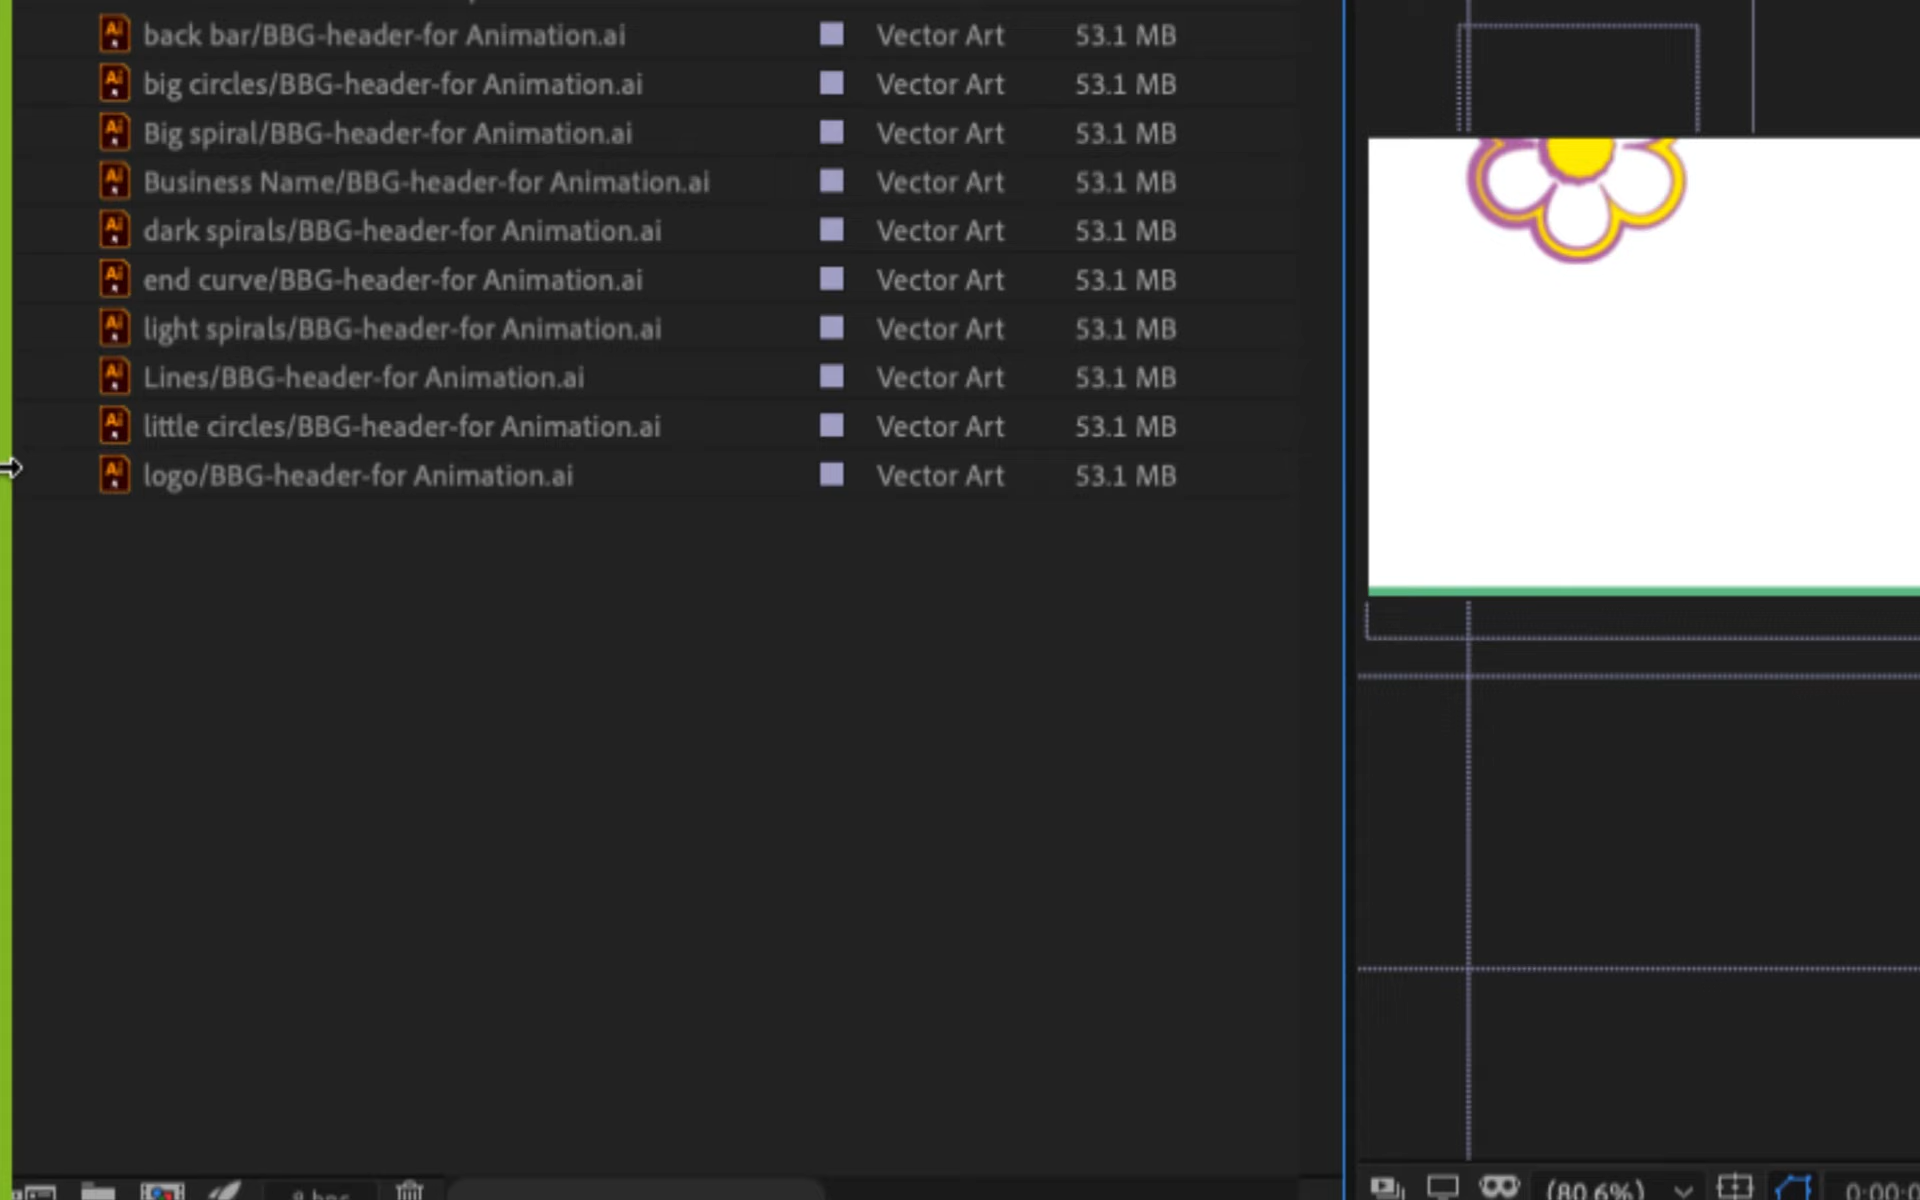 back bar/BBG-header-for Animation.ai Vector Art 53.1 MB
big circles/BBG-header-for Animation.ai Vector Art 53.1 MB
Big spiral/BBG-header-for Animation.ai Vector Art 53.1 MB
Business Name/BBG-header-for Animation.ai Vector Art 53.1 MB
dark spirals/BBG-header-for Animation.ai Vector Art 53.1 MB
end curve/BBG-header-for Animation.ai Vector Art 53.1 MB
light spirals/BBG-header-for Animation.ai Vector Art 53.1 MB
Lines/BBG-header-for Animation.ai Vector Art 53.1 MB
little circles/BBG-header-for Animation.ai Vector Art 53.1 MB
logo/BBG-header-for Animation.ai Vector Art 53.1 MB
8 bpc (80.6%)